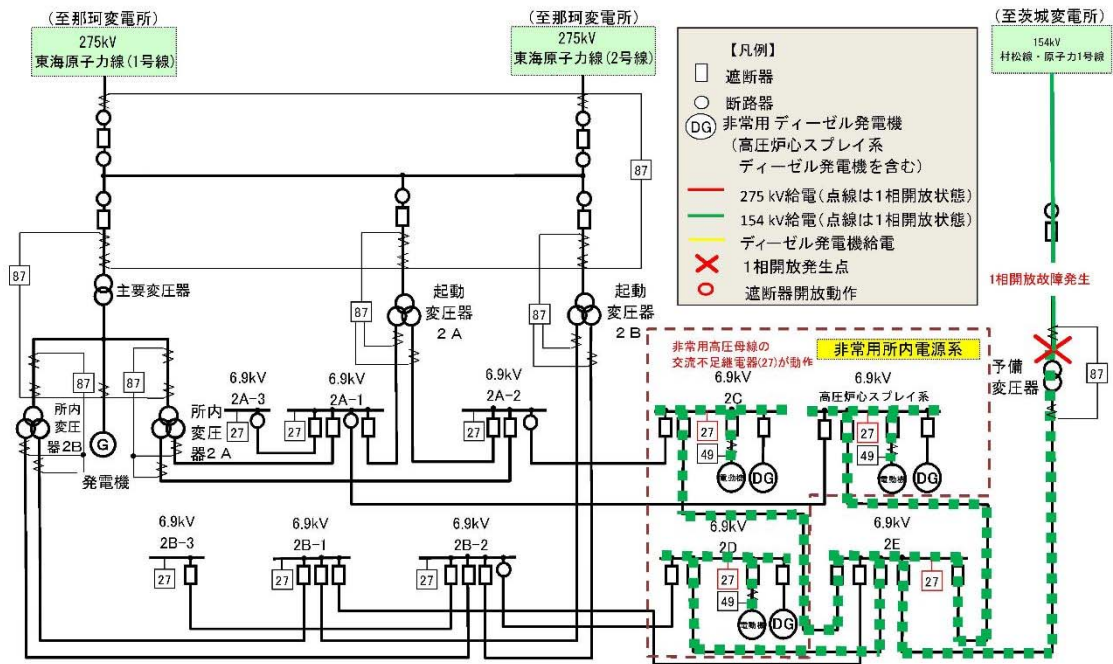 (至那珂変電所)
275kV
東海原子力線(1号線)
(至那珂変電所)
275kV
東海原子力線(2号線)
(至茨城変電所)
154kV
村松線・原子力1号線
【凡例】
遮断器
断路器
DG
非常用 ディーゼル発電機
(高圧炉心スプレイ系
ディーゼル発電機を含む)
275 kV給電(点線は1相開放状態)
154 kV給電(点線は1相開放状態)
ディーゼル発電機給電
1相開放発生点
遮断器開放動作
87
87
87
87
主要変圧器
起動
変圧器
2A
起動
変圧器
2B
1相開放故障発生
予備
変圧器
87
87
87
所内
変圧
器2B
G
発電機
所内
変圧
器2A
6.9kV
2A-3
27
6.9kV
2A-1
27
6.9kV
2A-2
27
非常用高圧母線の
交流不足継電器(27)が動作
非常用所内電源系
6.9kV
2C
27
49
電動機
DG
6.9kV
高圧炉心スプレイ系
27
49
電動機
DG
6.9kV
2B-3
27
6.9kV
2B-1
27
6.9kV
2B-2
27
6.9kV
2D
27
49
電動機
DG
6.9kV
2E
27